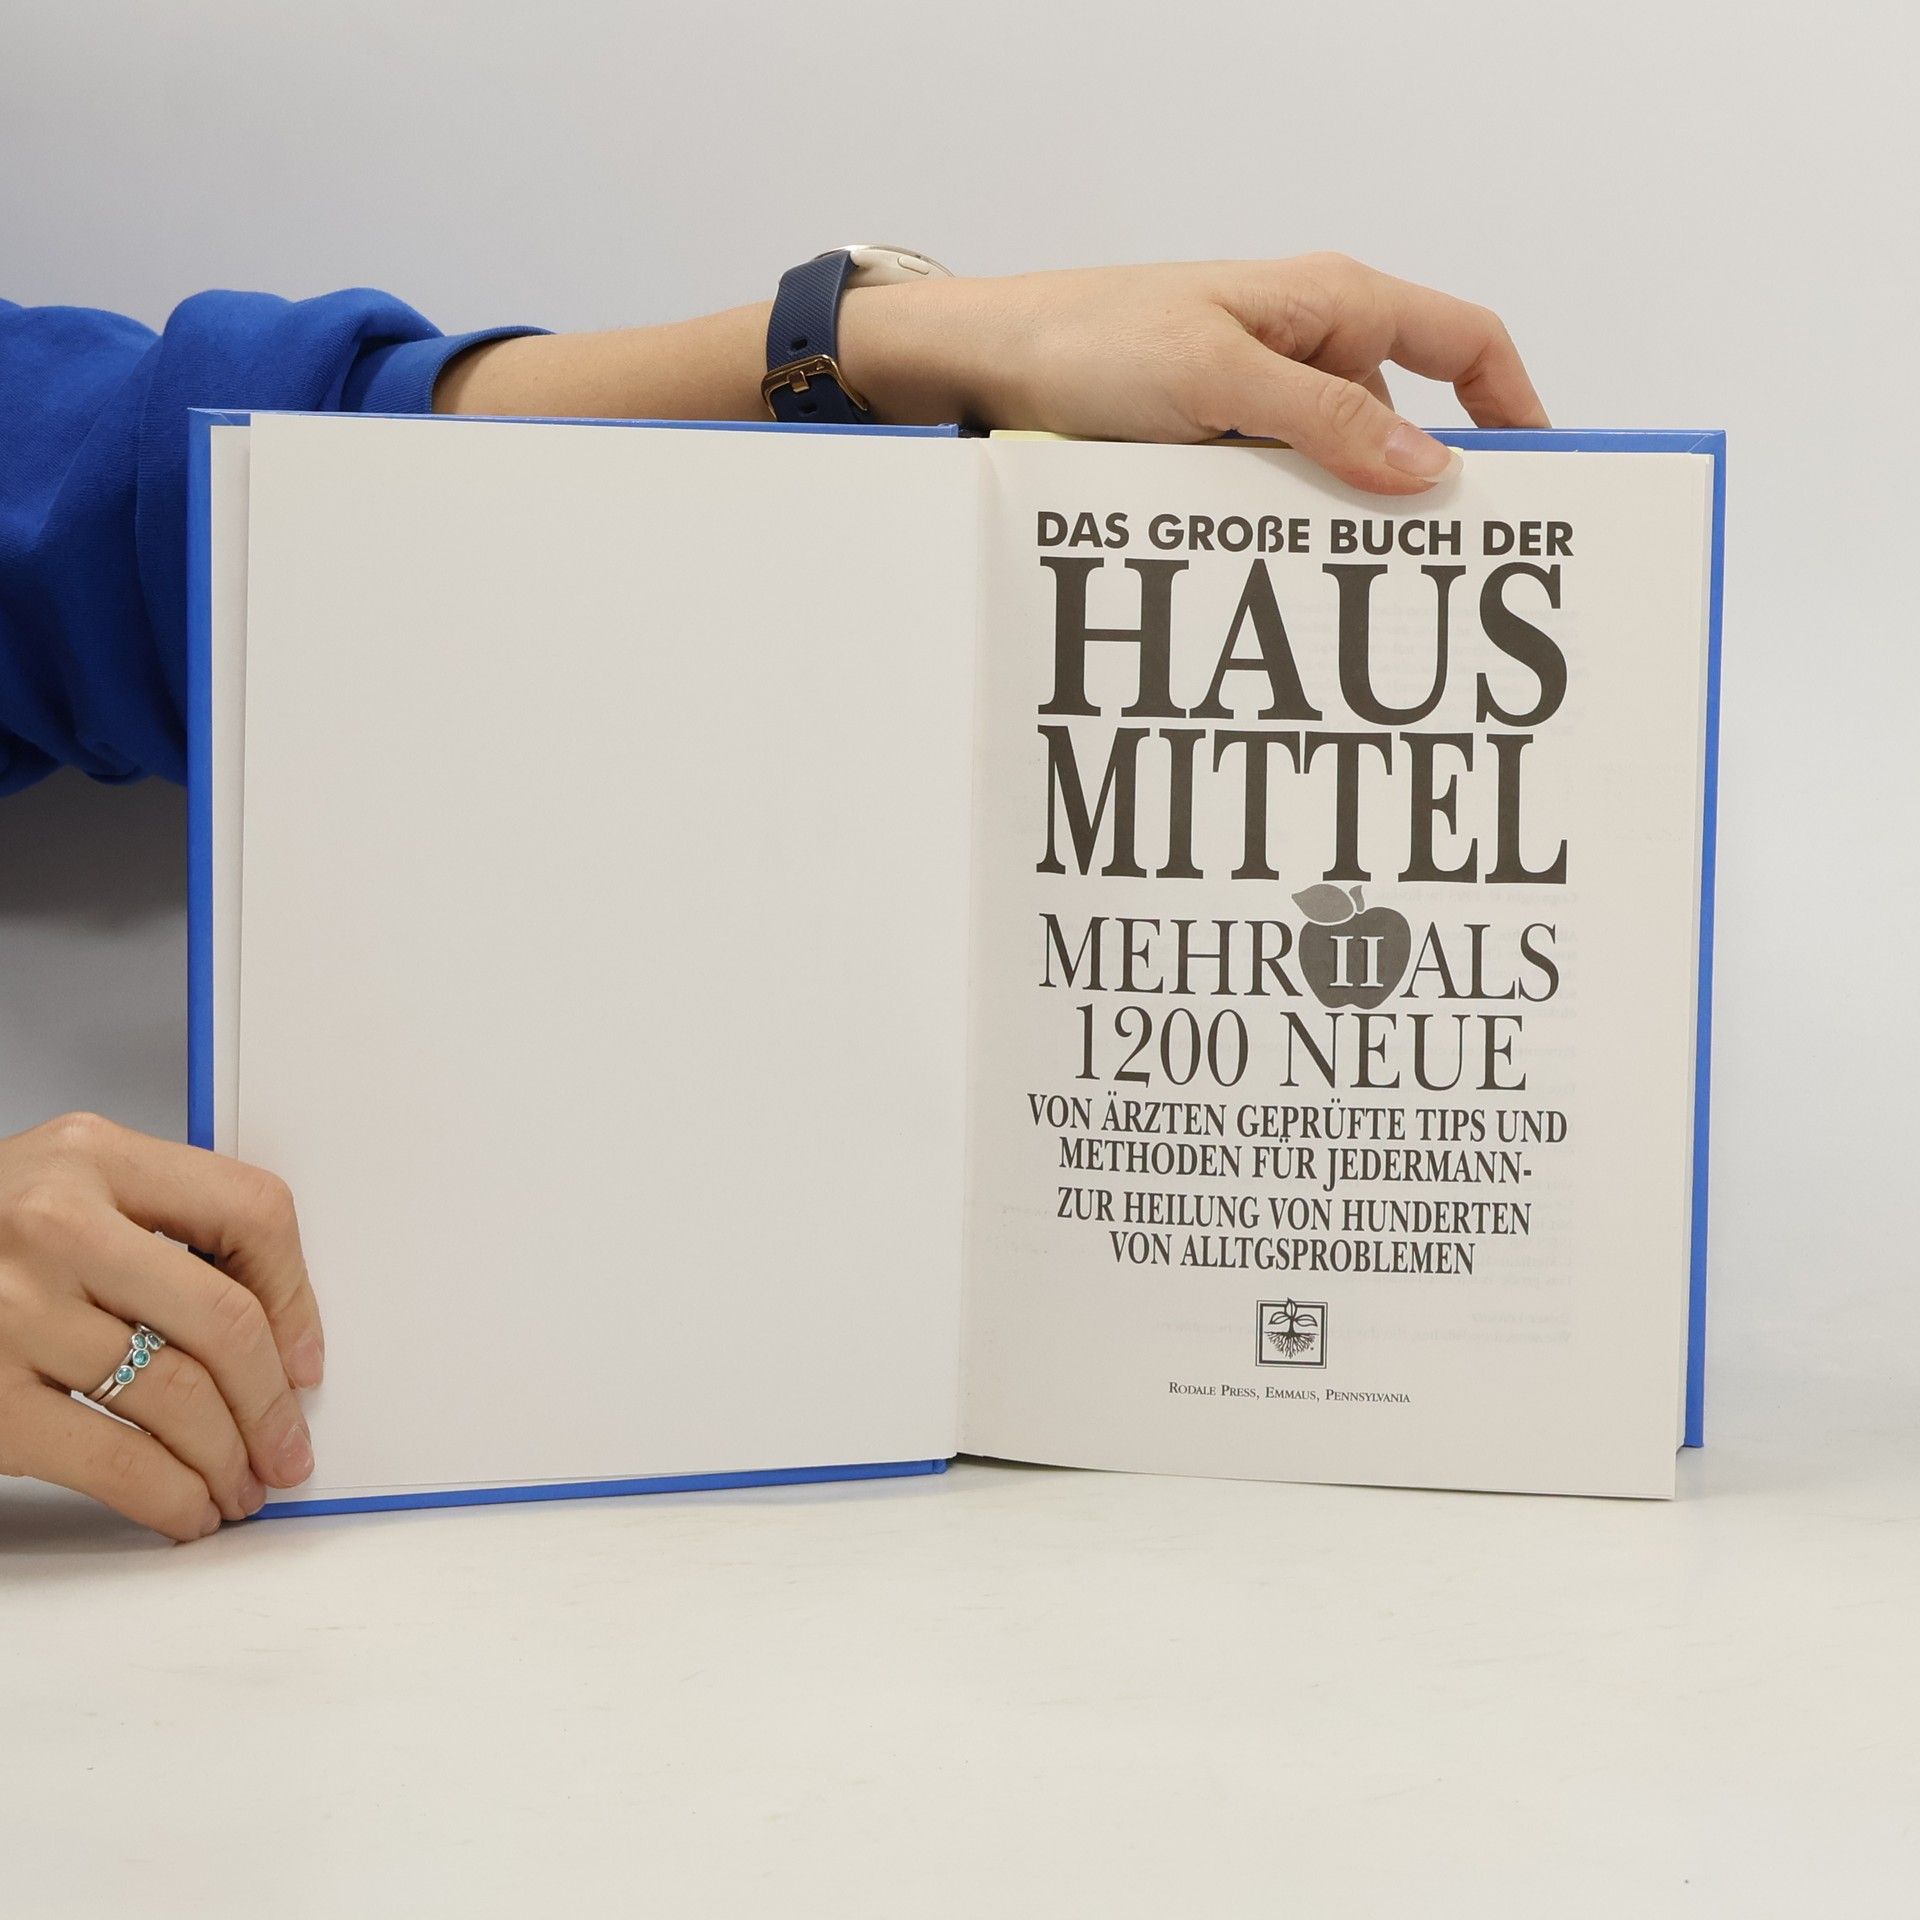 DAS GROßE BUCH DER
HAUS
MITTEL
MEHR II ALS
1200 NEUE
VON ÄRZTEN GEPRÜFTE TIPS UND
METHODEN FÜR JEDERMANN-
ZUR HEILUNG VON HUNDERTEN
VON ALLTGSPROBLEMEN
RODALE PRESS, EMMAUS, PENNSYLVANIA